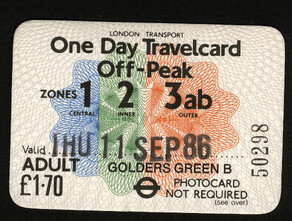 LONDON TRANSPORT
One Day Travelcard
Off-Peak
ZONES 1 2 3ab
CENTRAL INNER OUTER
Valid THU 11 SEP 86
ADULT GOLDERS GREEN B
£1·70 PHOTOCARD
NOT REQUIRED
(see over)
50298